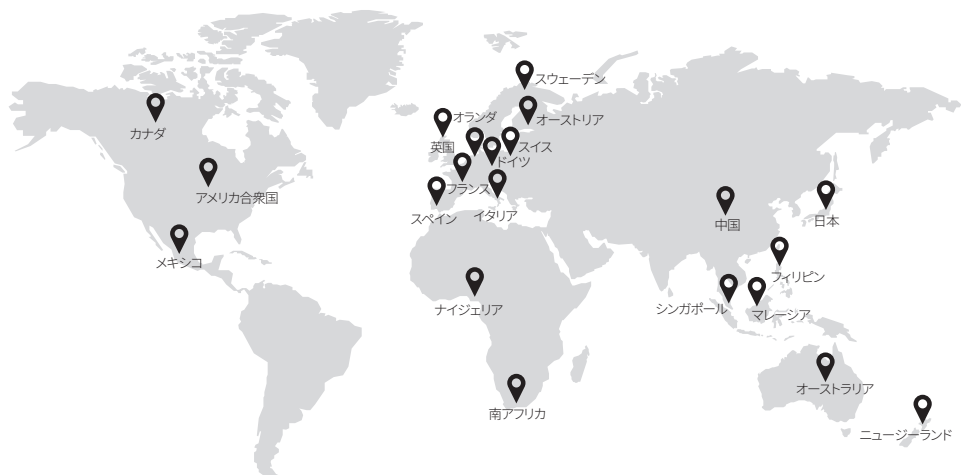 スウェーデン
オランダ
オーストリア
カナダ
英国
スイス
ドイツ
フランス
アメリカ合衆国
スペイン
イタリア
中国
日本
メキシコ
フィリピン
ナイジェリア
シンガポール
マレーシア
オーストラリア
南アフリカ
ニュージーランド